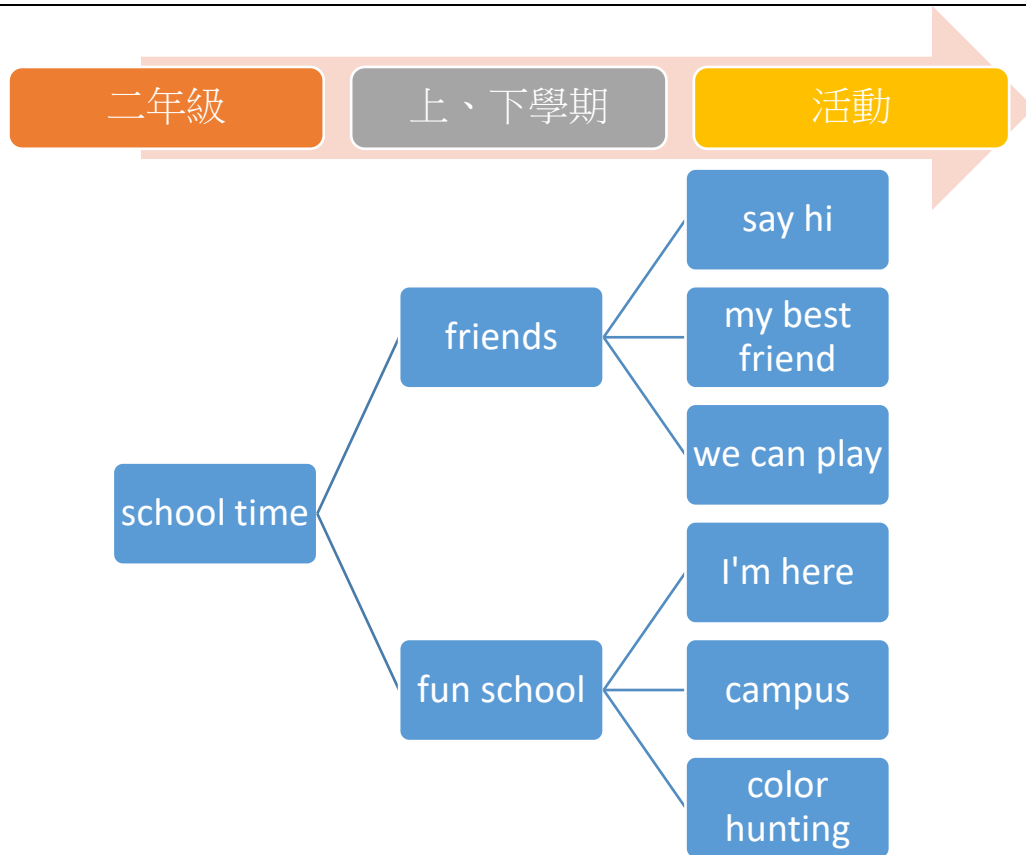 二年級
上、下學期
活動
school time
friends
say hi
my best
friend
we can play
fun school
I'm here
campus
color
hunting